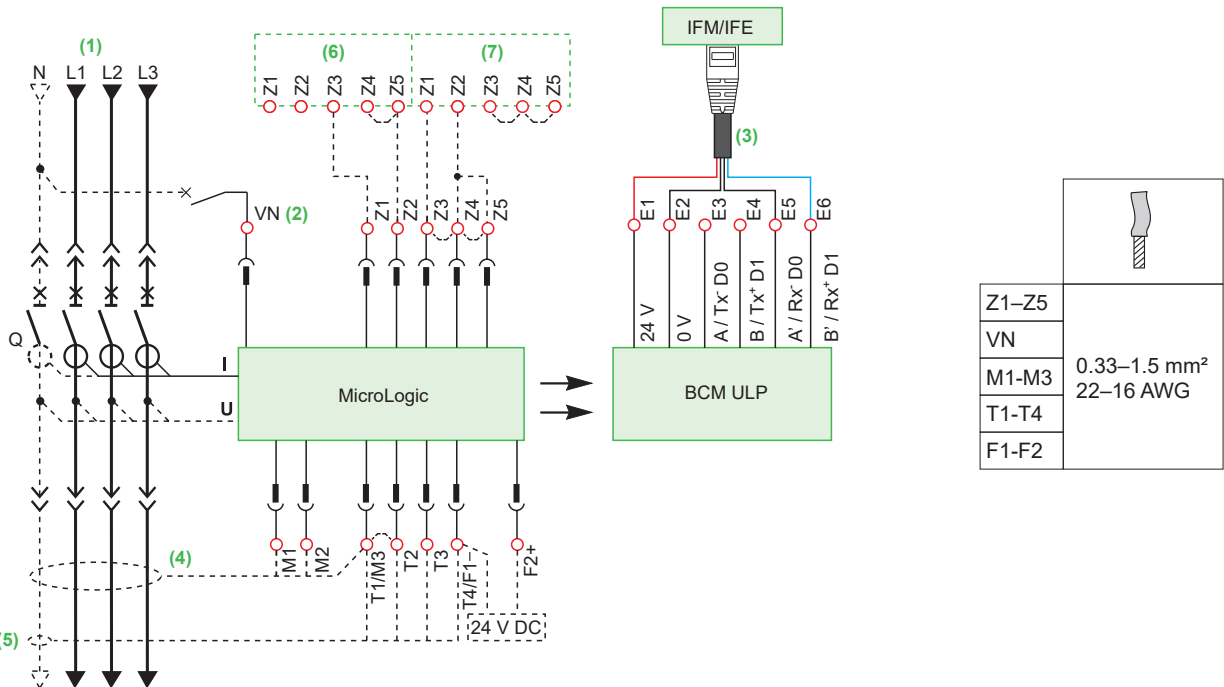 (1)
N L1 L2 L3
(6) (7)
Z1 Z2 Z3 Z4 Z5 Z1 Z2 Z3 Z4 Z5
IFM/IFE
(3)
VN (2)
Z1 Z2 Z3 Z4 Z5
E1 E2 E3 E4 E5 E6
24 V
0 V
A / Tx⁻ D0
B / Tx⁺ D1
A' / Rx⁻ D0
B' / Rx⁺ D1
Q
I
U
MicroLogic
BCM ULP
Z1–Z5
VN
M1-M3
T1-T4
F1-F2
0.33–1.5 mm²
22–16 AWG
(4)
M1 M2 T1/M3 T2 T3 T4/F1– F2+
24 V DC
(5)